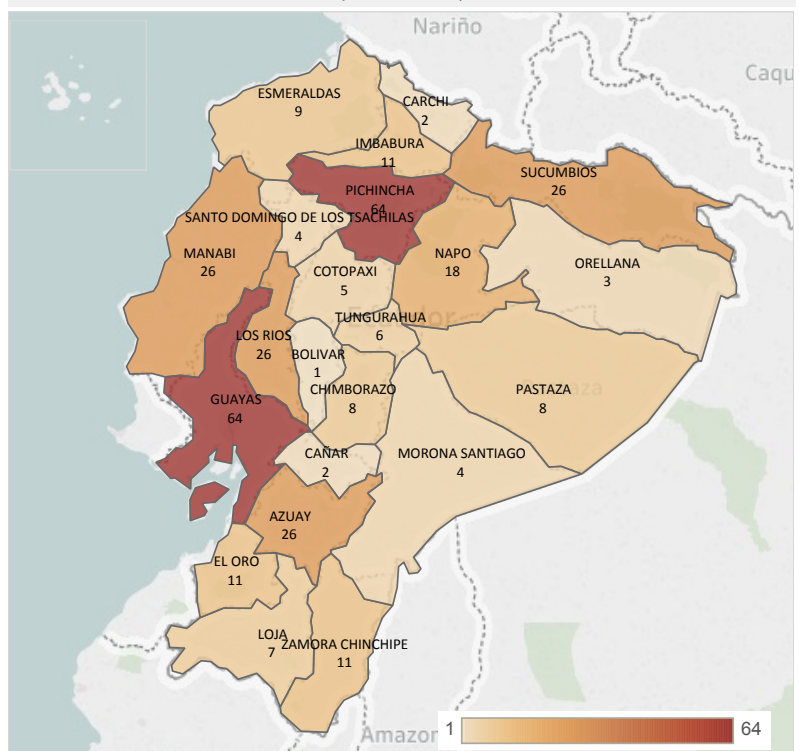 Nariño
Caqu
ESMERALDAS
9
CARCHI
2
IMBABURA
11
SUCUMBIOS
26
PICHINCHA
64
SANTO DOMINGO DE LOS TSACHILAS
4
MANABI
26
NAPO
18
ORELLANA
3
COTOPAXI
5
TUNGURAHUA
6
LOS RIOS
26
BOLIVAR
1
CHIMBORAZO
8
PASTAZA
8
GUAYAS
64
CAÑAR
2
MORONA SANTIAGO
4
AZUAY
26
EL ORO
11
LOJA
7
ZAMORA CHINCHIPE
11
Amazon
1
64